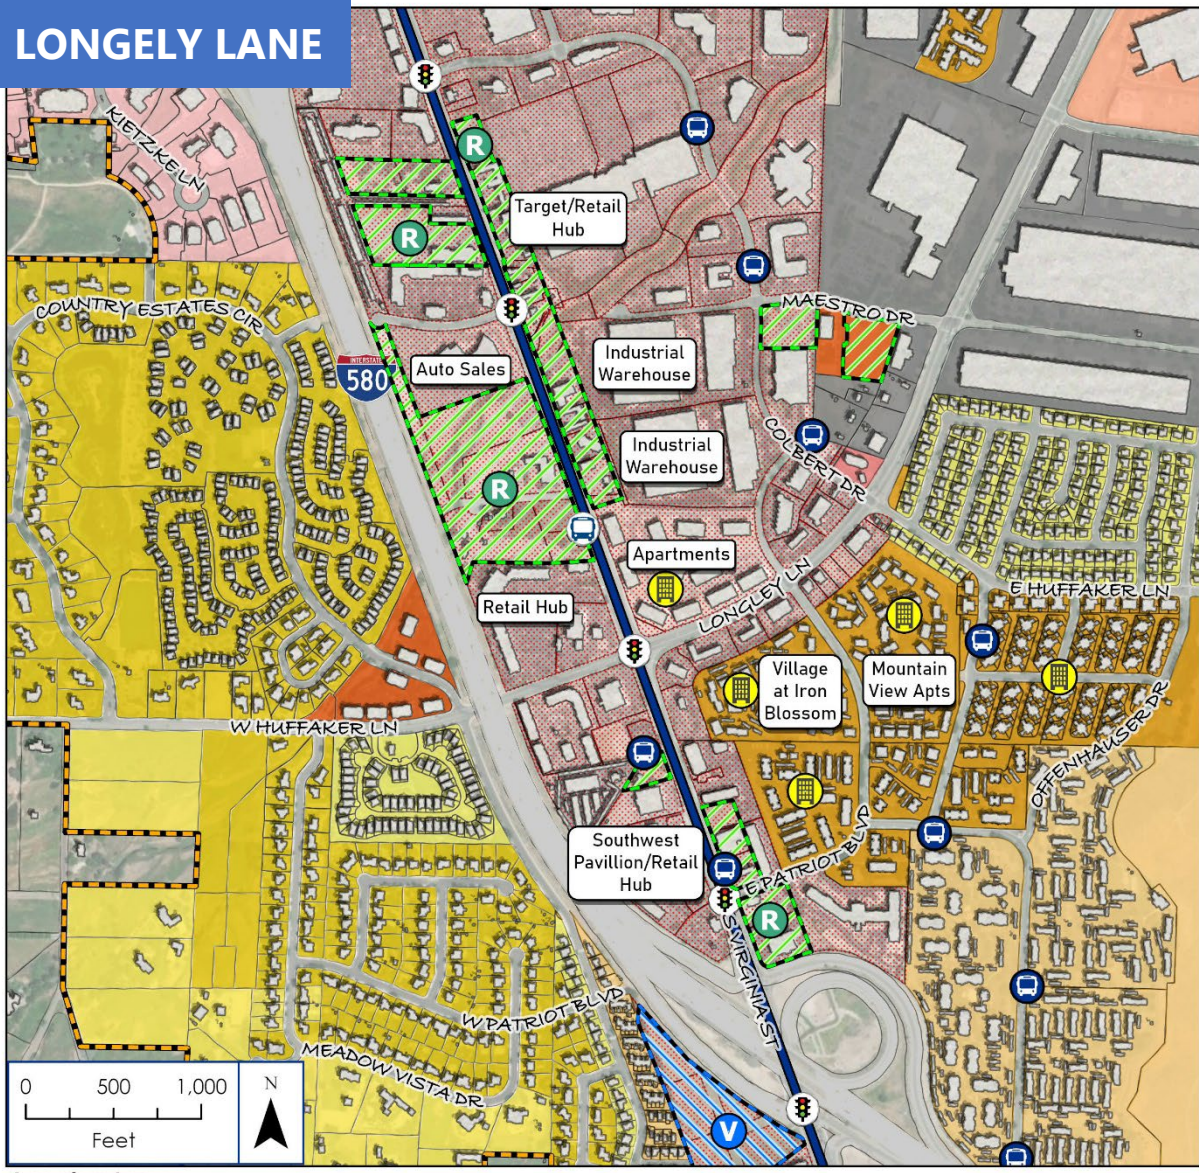 LONGELY LANE
KIETZKE LN
R
Target/Retail
Hub
R
COUNTRY ESTATES CIR
MAESTRO DR
INTERSTATE
580
Auto Sales
Industrial
Warehouse
Industrial
Warehouse
COLBERT DR
R
Apartments
Retail Hub
LONGLEY LN
E HUFFAKER LN
Village
at Iron
Blossom
Mountain
View Apts
W HUFFAKER LN
OFFENHAUSER DR
Southwest
Pavillion/Retail
Hub
E PATRIOT BLVD
R
S VIRGINIA ST
W PATRIOT BLVD
MEADOW VISTA DR
V
0 500 1,000
Feet
N